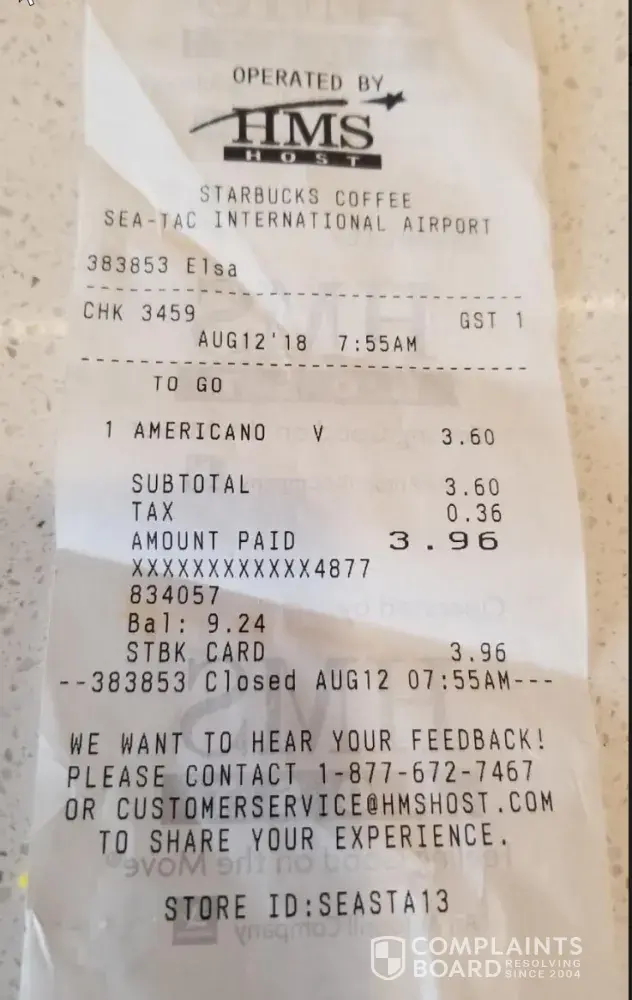 OPERATED BY
HMS
HOST
STARBUCKS COFFEE
SEA-TAC INTERNATIONAL AIRPORT
383853 Elsa
CHK 3459 GST 1
AUG12'18 7:55AM
TO GO
1 AMERICANO V 3.60
SUBTOTAL 3.60
TAX 0.36
AMOUNT PAID 3.96
XXXXXXXXXXXX4877
834057
Bal: 9.24
STBK CARD 3.96
--383853 Closed AUG12 07:55AM---
WE WANT TO HEAR YOUR FEEDBACK!
PLEASE CONTACT 1-877-672-7467
OR CUSTOMERSERVICE@HMSHOST.COM
TO SHARE YOUR EXPERIENCE.
STORE ID:SEASTA13
COMPLAINTS
BOARD RESOLVING
SINCE 2004